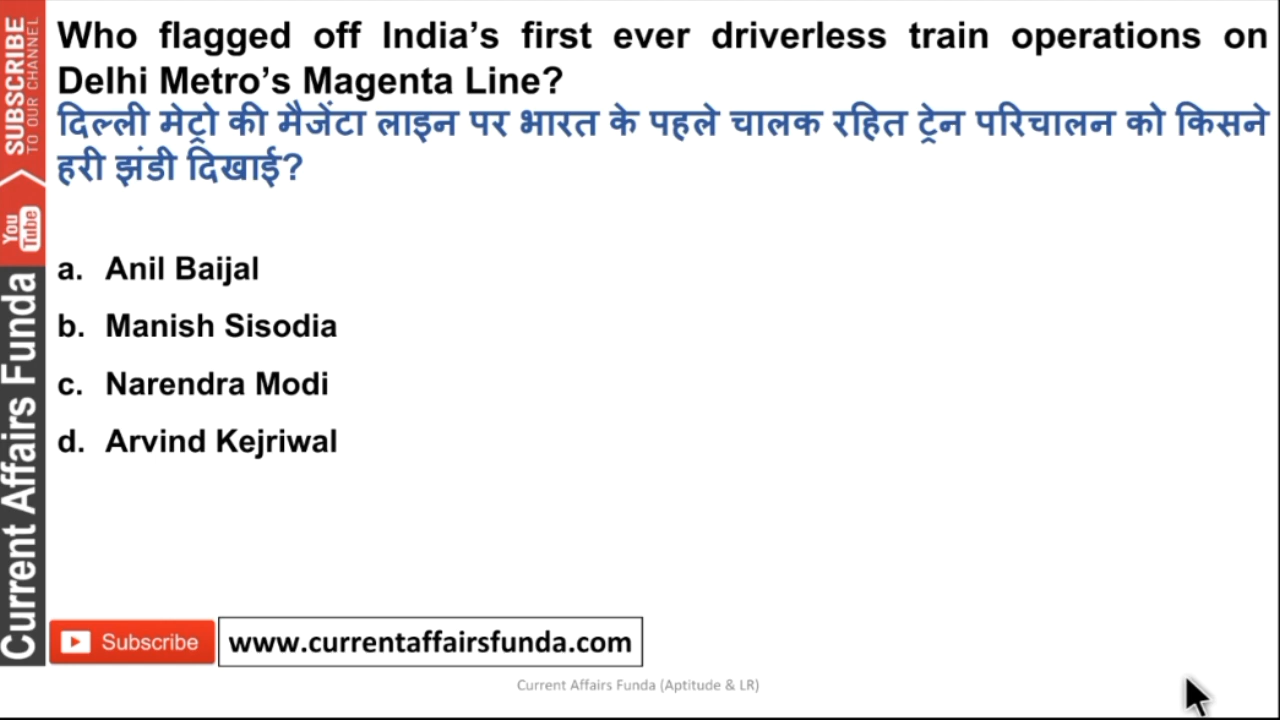 Who flagged off India’s first ever driverless train operations on
Delhi Metro’s Magenta Line?
दिल्ली मेट्रो की मैजेंटा लाइन पर भारत के पहले चालक रहित ट्रेन परिचालन को किसने
हरी झंडी दिखाई?
a. Anil Baijal
b. Manish Sisodia
c. Narendra Modi
d. Arvind Kejriwal
SUBSCRIBE
TO OUR CHANNEL
You
Tube
Current Affairs Funda
Subscribe
www.currentaffairsfunda.com
Current Affairs Funda (Aptitude & LR)